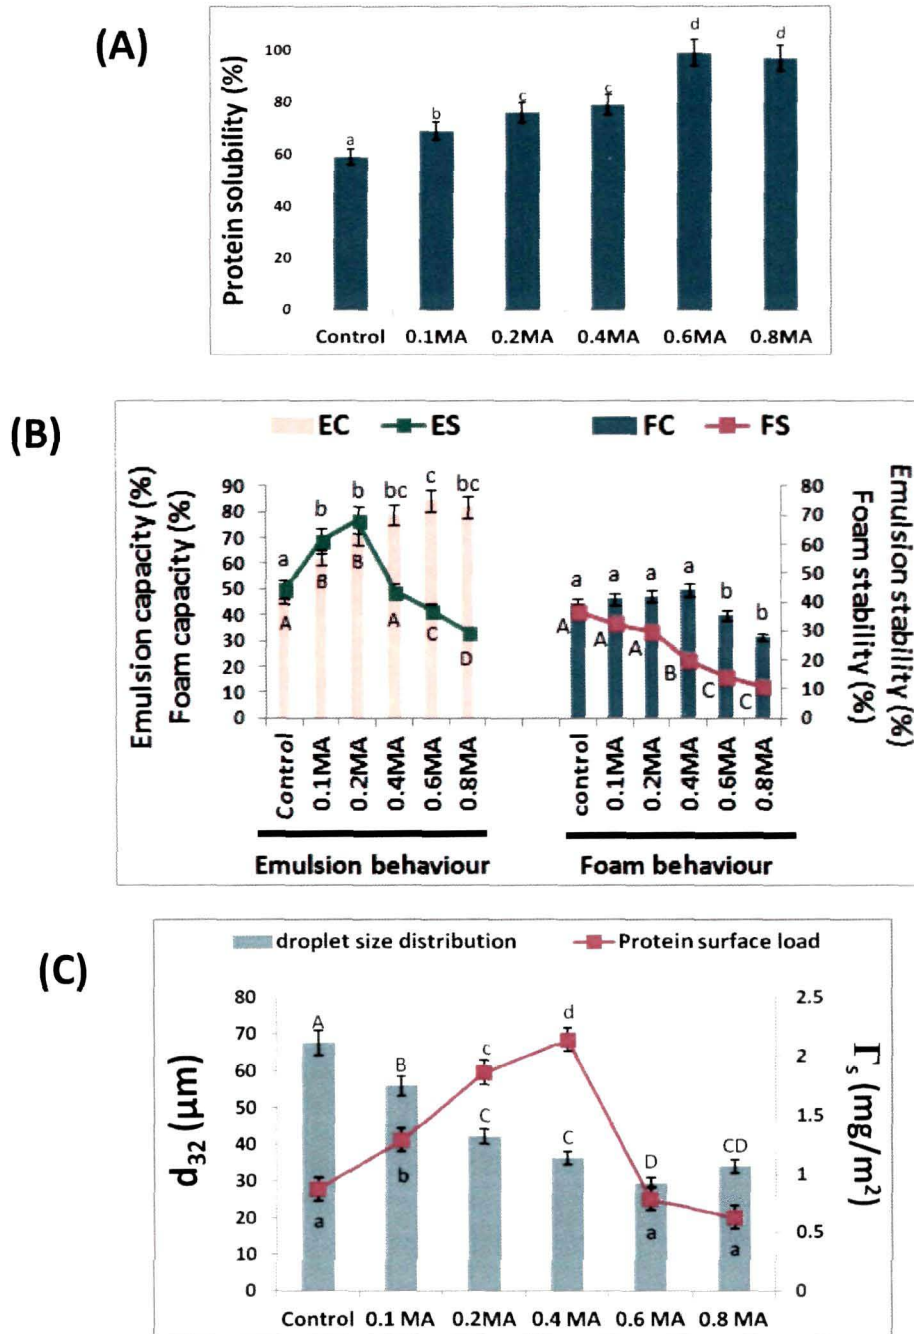 (A)
Protein solubility (%)
100
80
60
40
20
0
a
b
c
c
d
d
Control 0.1MA 0.2MA 0.4MA 0.6MA 0.8MA
(B)
EC ES FC FS
Emulsion capacity (%)
Foam capacity (%)
90
80
70
60
50
40
30
20
10
0
a b b bc c bc
A B B A C D
a a a a b b
A A A B C C
80
70
60
50
40
30
20
10
0
Emulsion stability (%)
Foam stability (%)
Control 0.1MA 0.2MA 0.4MA 0.6MA 0.8MA
control 0.1MA 0.2MA 0.4MA 0.6MA 0.8MA
Emulsion behaviour Foam behaviour
(C)
droplet size distribution Protein surface load
d32 (μm)
80
70
60
50
40
30
20
10
0
A B C C D CD
a b c d a a
2.5
2
1.5
1
0.5
0
Γs (mg/m²)
Control 0.1 MA 0.2MA 0.4 MA 0.6 MA 0.8 MA